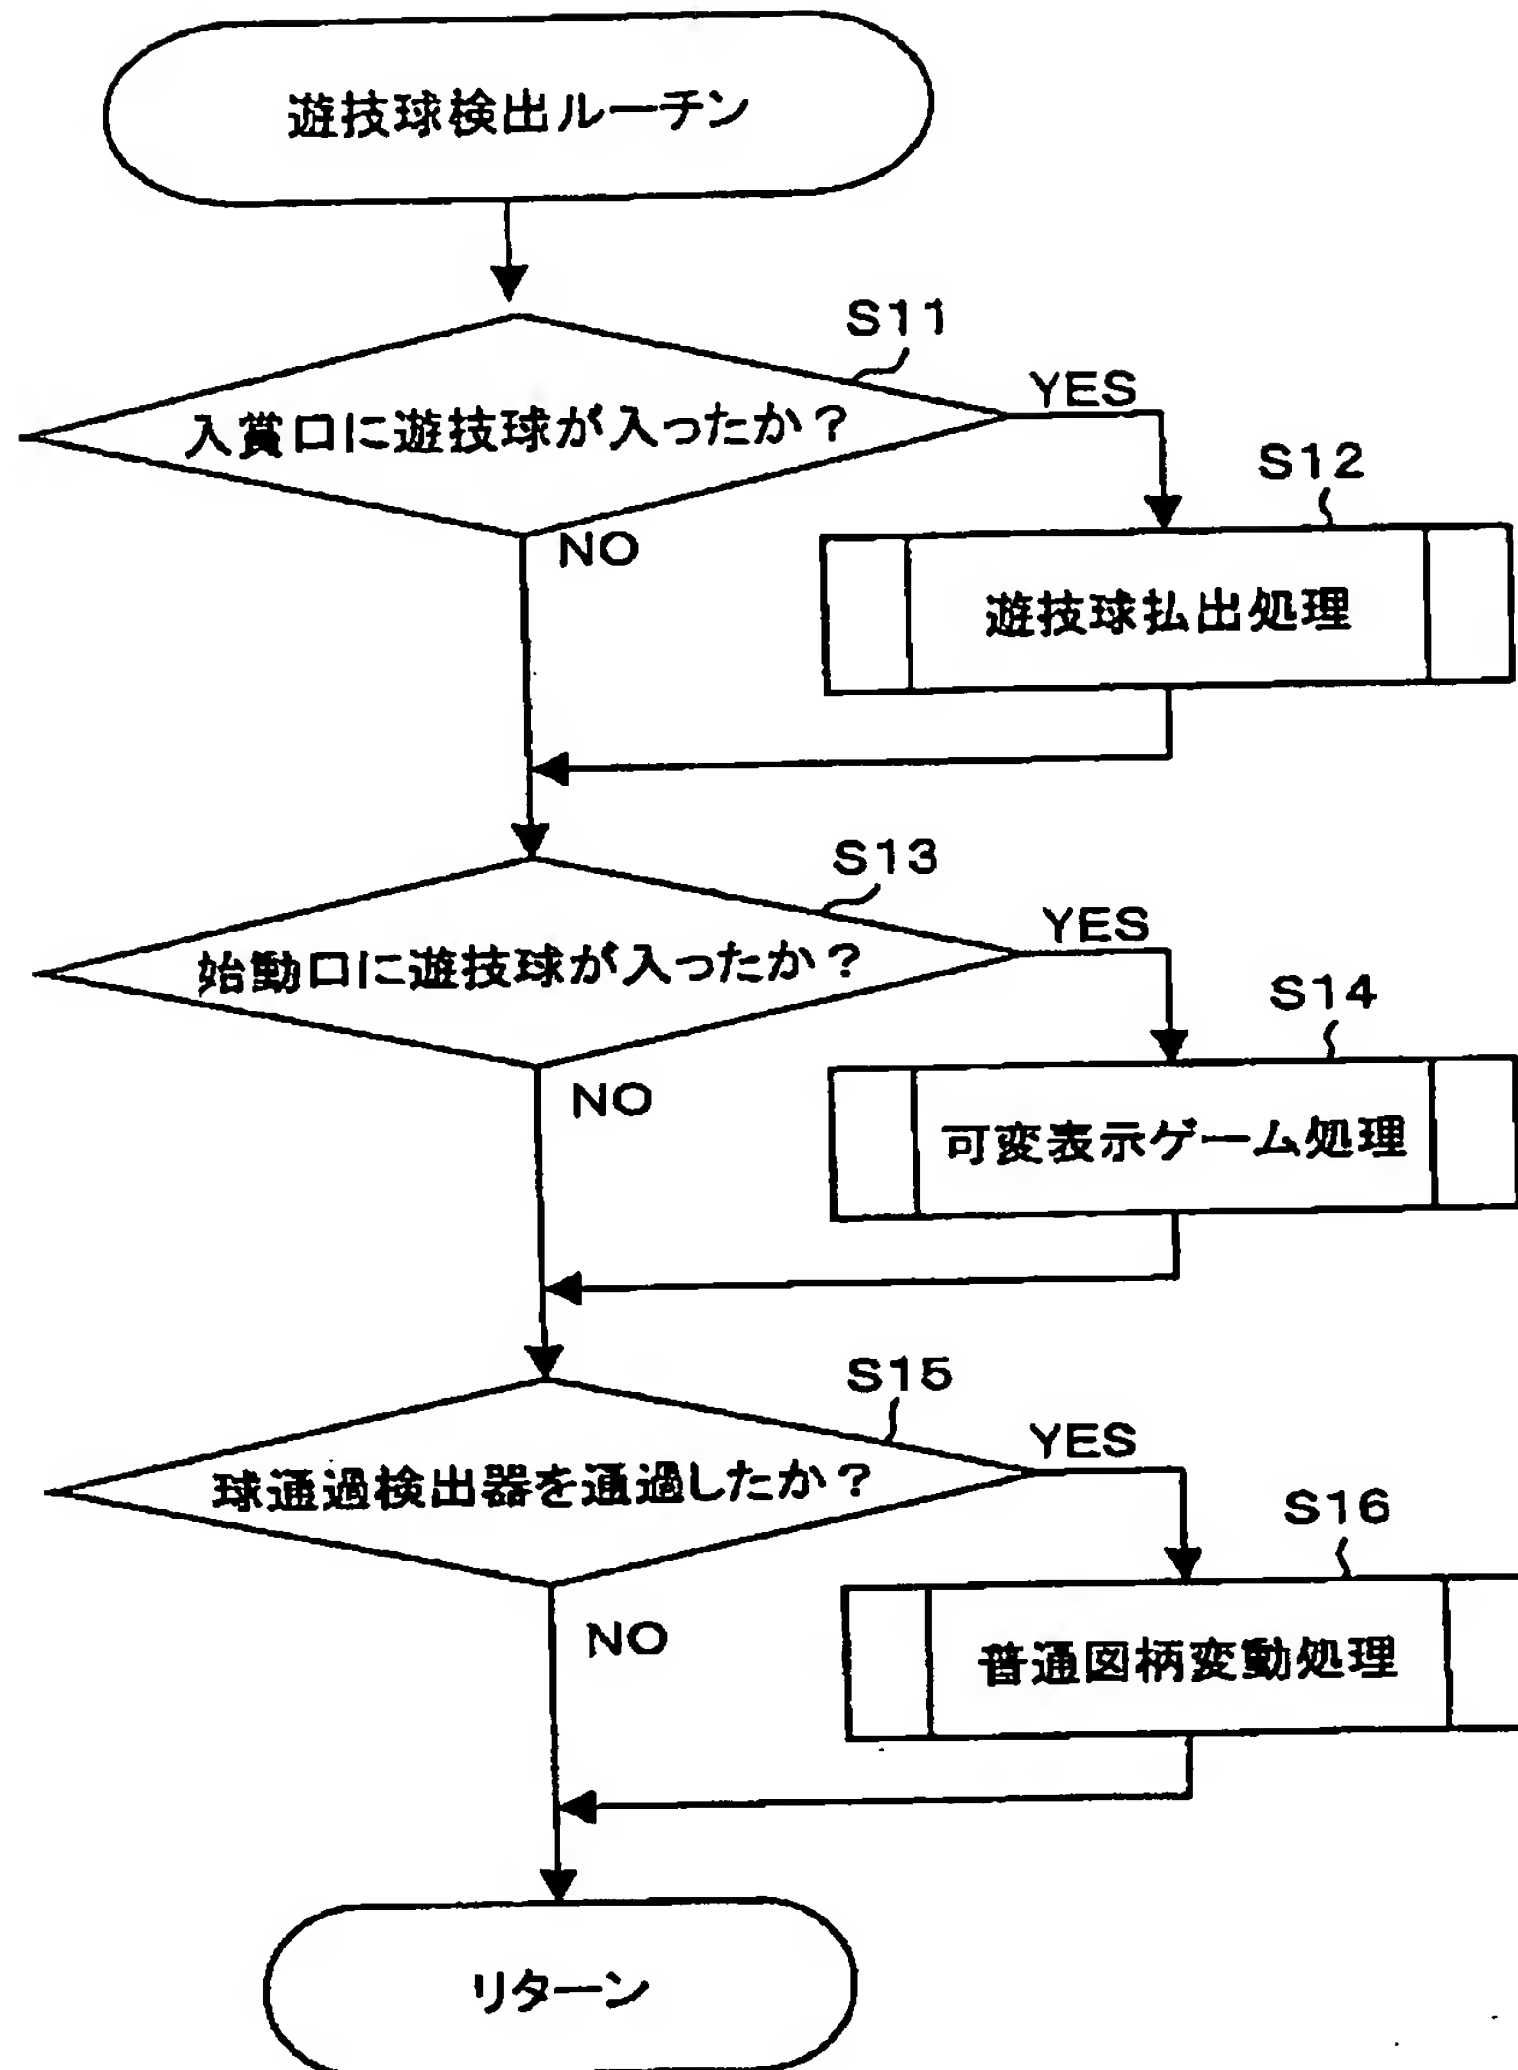 遊技球検出ルーチン
S11
入賞口に遊技球が入ったか？
YES
NO
S12
遊技球払出処理
S13
始動口に遊技球が入ったか？
YES
NO
S14
可変表示ゲーム処理
S15
球通過検出器を通過したか？
YES
NO
S16
普通図柄変動処理
リターン